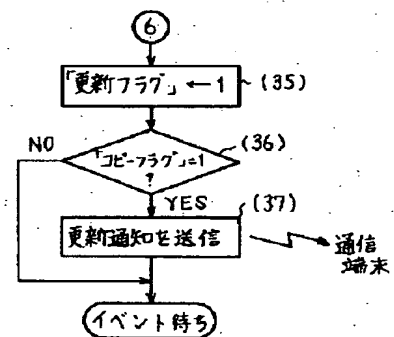 6
「更新フラグ」 ← 1 (35)
「コピーフラグ」=1 (36)
?
NO
YES (37)
更新通知を送信
通信
端末
イベント待ち